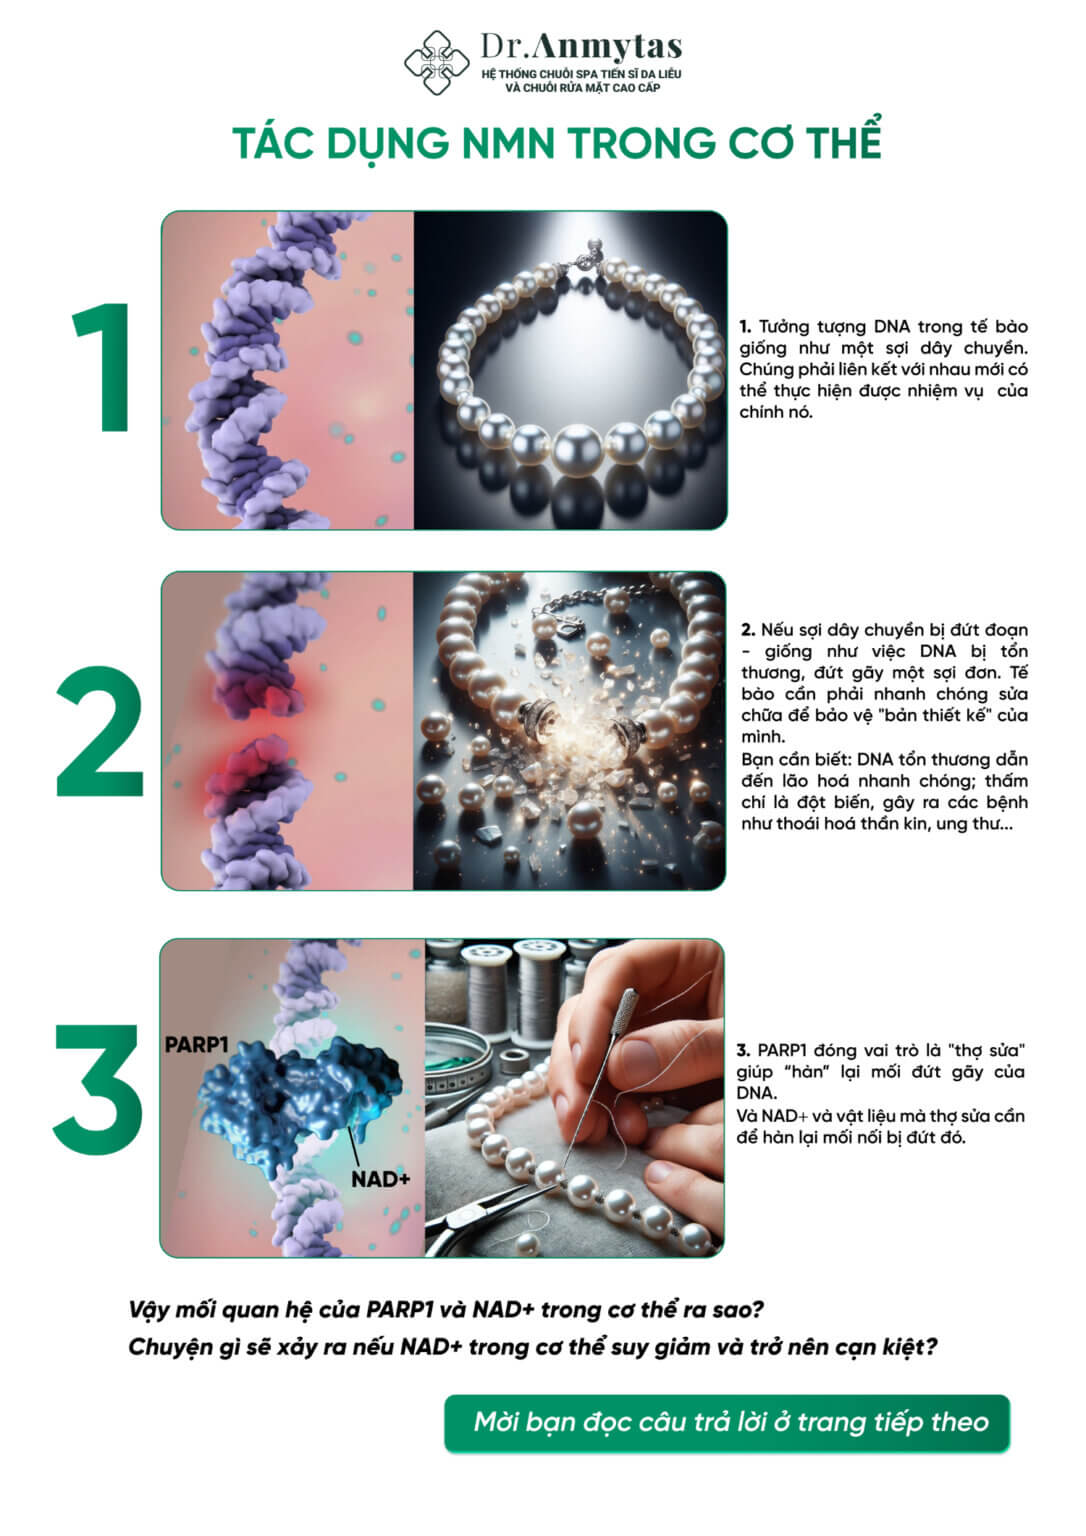 Dr.Anmytas
HỆ THỐNG CHUỖI SPA TIẾN SĨ DA LIỄU
VÀ CHUỖI RỬA MẶT CAO CẤP
TÁC DỤNG NMN TRONG CƠ THỂ
1
1. Tưởng tượng DNA trong tế bào
giống như một sợi dây chuyền.
Chúng phải liên kết với nhau mới có
thể thực hiện được nhiệm vụ của
chính nó.
2
2. Nếu sợi dây chuyền bị đứt đoạn
- giống như việc DNA bị tổn
thương, đứt gãy một sợi đơn. Tế
bào cần phải nhanh chóng sửa
chữa để bảo vệ "bản thiết kế" của
mình.
Bạn cần biết: DNA tổn thương dẫn
đến lão hoá nhanh chóng; thấm
chí là đột biến, gây ra các bệnh
như thoái hoá thần kin, ung thư...
3
PARP1
NAD+
3. PARP1 đóng vai trò là "thợ sửa"
giúp “hàn” lại mối đứt gãy của
DNA.
Và NAD+ và vật liệu mà thợ sửa cần
để hàn lại mối nối bị đứt đó.
Vậy mối quan hệ của PARP1 và NAD+ trong cơ thể ra sao?
Chuyện gì sẽ xảy ra nếu NAD+ trong cơ thể suy giảm và trở nên cạn kiệt?
Mời bạn đọc câu trả lời ở trang tiếp theo